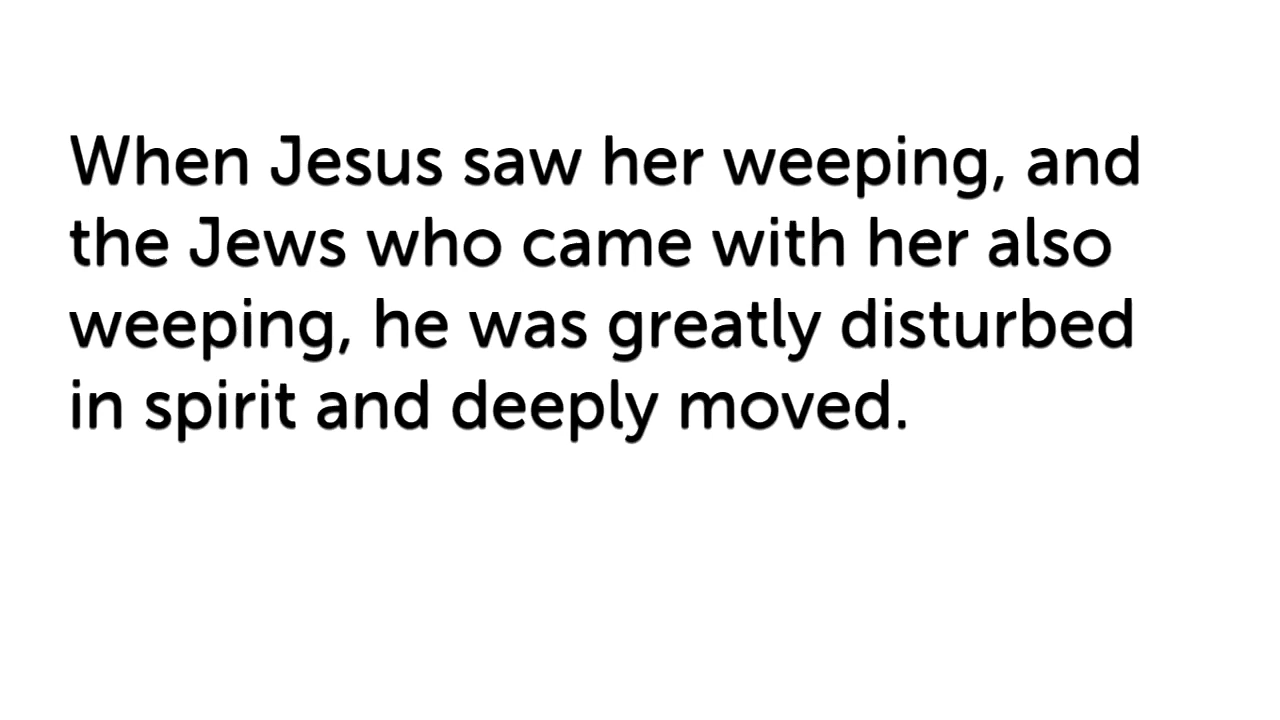 When Jesus saw her weeping, and
the Jews who came with her also
weeping, he was greatly disturbed
in spirit and deeply moved.